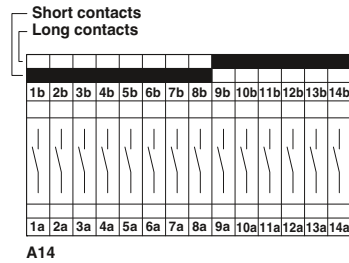 Short contacts
Long contacts
1b 2b 3b 4b 5b 6b 7b 8b 9b 10b 11b 12b 13b 14b
1a 2a 3a 4a 5a 6a 7a 8a 9a 10a 11a 12a 13a 14a
A14